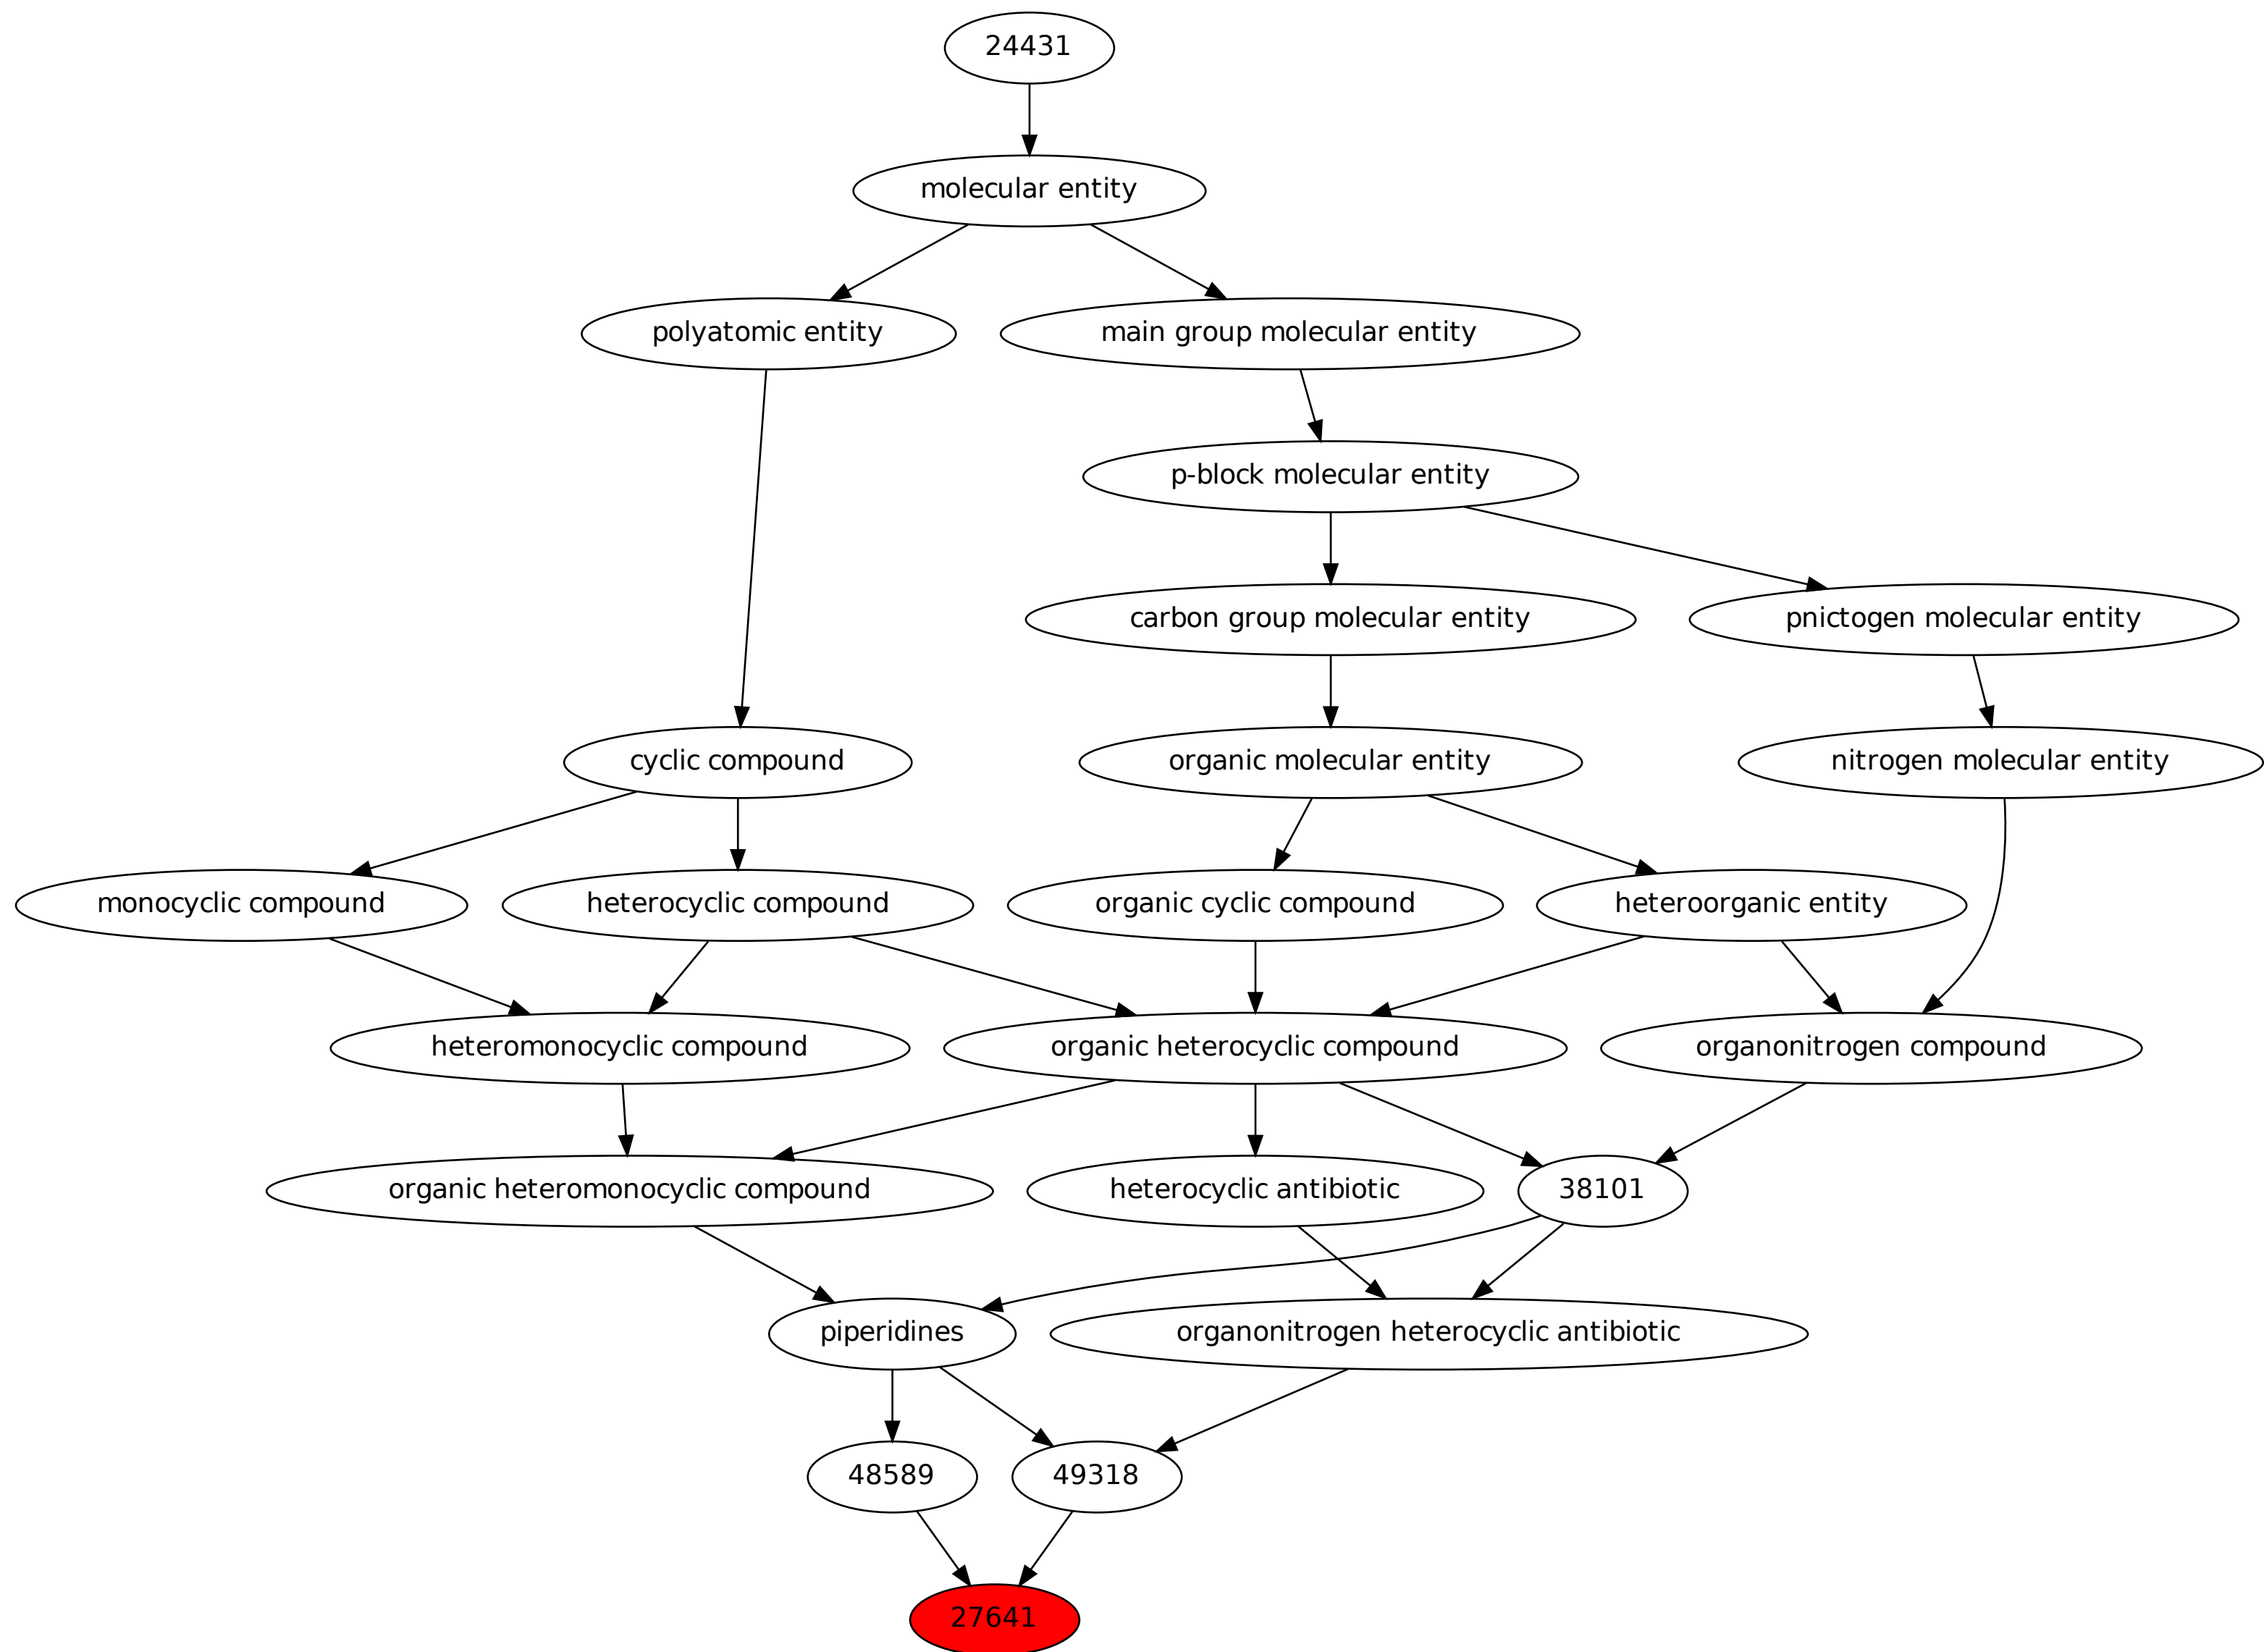 24431
molecular entity
polyatomic entity
main group molecular entity
p-block molecular entity
carbon group molecular entity
pnictogen molecular entity
cyclic compound
organic molecular entity
nitrogen molecular entity
monocyclic compound
heterocyclic compound
organic cyclic compound
heteroorganic entity
heteromonocyclic compound
organic heterocyclic compound
organonitrogen compound
organic heteromonocyclic compound
heterocyclic antibiotic
38101
piperidines
organonitrogen heterocyclic antibiotic
48589
49318
27641